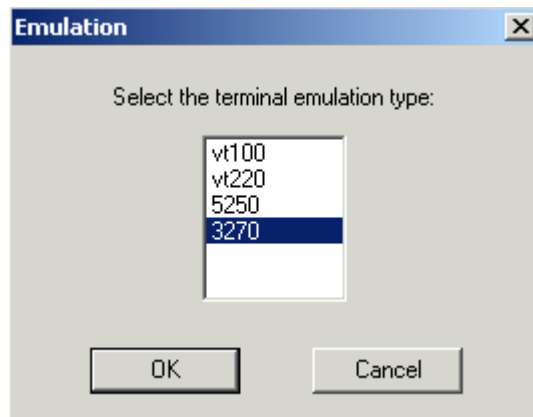 Emulation
Select the terminal emulation type:
vt100
vt220
5250
3270
OK Cancel